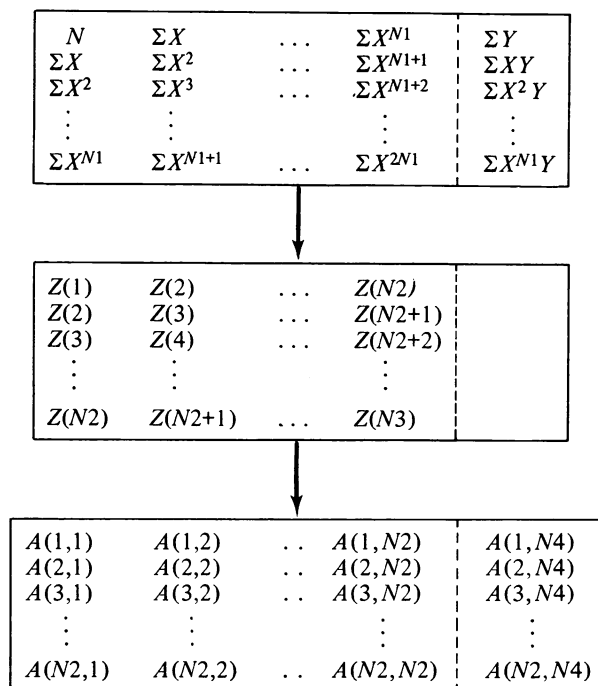 N ΣX ... ΣX^{N1} ΣY
ΣX ΣX² ... ΣX^{N1+1} ΣXY
ΣX² ΣX³ ... ΣX^{N1+2} ΣX²Y
⋮ ⋮ ⋮ ⋮
ΣX^{N1} ΣX^{N1+1} ... ΣX^{2N1} ΣX^{N1}Y
Z(1) Z(2) ... Z(N2)
Z(2) Z(3) ... Z(N2+1)
Z(3) Z(4) ... Z(N2+2)
⋮ ⋮ ⋮
Z(N2) Z(N2+1) ... Z(N3)
A(1,1) A(1,2) .. A(1,N2) A(1,N4)
A(2,1) A(2,2) .. A(2,N2) A(2,N4)
A(3,1) A(3,2) .. A(3,N2) A(3,N4)
⋮ ⋮ ⋮ ⋮
A(N2,1) A(N2,2) .. A(N2,N2) A(N2,N4)